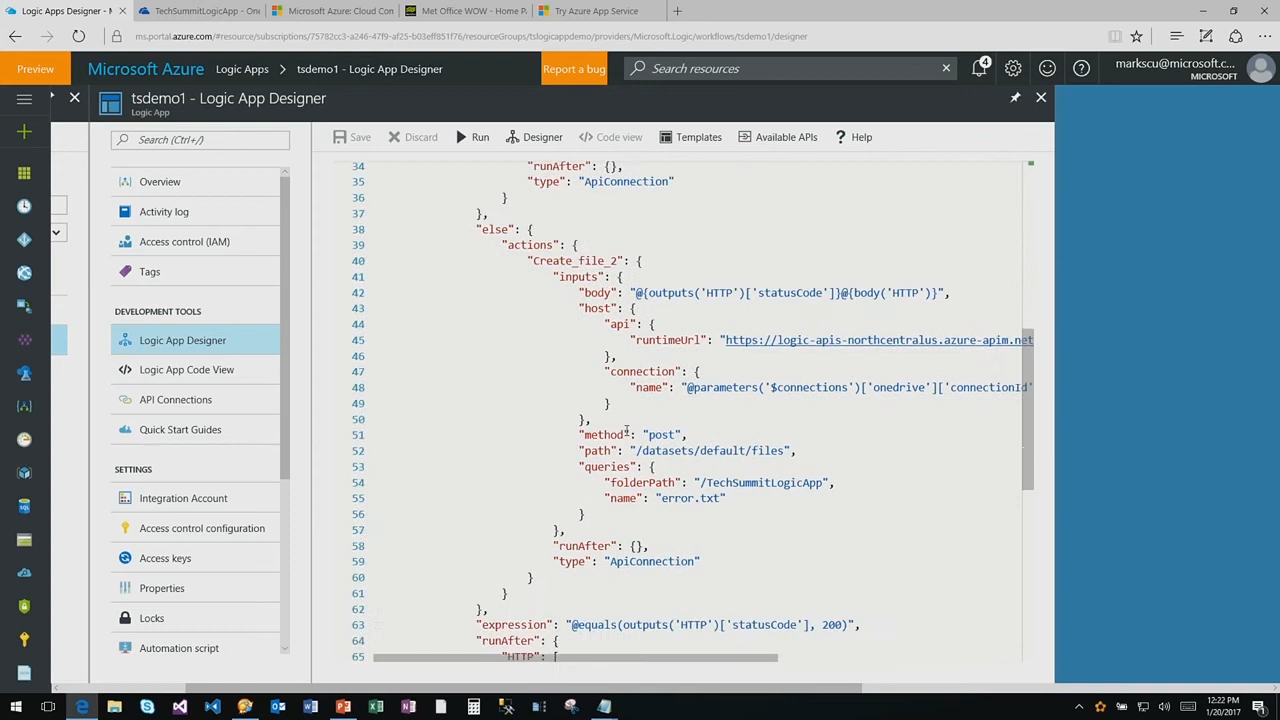 Logic Apps Designer - M
TechSummitLogicApp - One
Microsoft Azure: Cloud Con
Met Office WOW - Home P
Try Azure App Service
ms.portal.azure.com/#resource/subscriptions/75782cc3-a246-47f9-af25-b03eff851f76/resourceGroups/tslogicappdemo/providers/Microsoft.Logic/workflows/tsdemo1/designer
Preview
Microsoft Azure
Logic Apps > tsdemo1 - Logic App Designer
Report a bug
Search resources
4
markscu@microsoft.c...
MICROSOFT
tsdemo1 - Logic App Designer
Logic App
Search (Ctrl+/)
Overview
Activity log
Access control (IAM)
Tags
DEVELOPMENT TOOLS
Logic App Designer
Logic App Code View
API Connections
Quick Start Guides
SETTINGS
Integration Account
Access control configuration
Access keys
Properties
Locks
Automation script
Save
Discard
Run
Designer
Code view
Templates
Available APIs
Help
34 "runAfter": {},
35 "type": "ApiConnection"
36 }
37 },
38 "else": {
39 "actions": {
40 "Create_file_2": {
41 "inputs": {
42 "body": "@{outputs('HTTP')['statusCode']}@{body('HTTP')}",
43 "host": {
44 "api": {
45 "runtimeUrl": "https://logic-apis-northcentralus.azure-apim.net
46 },
47 "connection": {
48 "name": "@parameters('$connections')['onedrive']['connectionId'
49 }
50 },
51 "method": "post",
52 "path": "/datasets/default/files",
53 "queries": {
54 "folderPath": "/TechSummitLogicApp",
55 "name": "error.txt"
56 }
57 },
58 "runAfter": {},
59 "type": "ApiConnection"
60 }
61 }
62 },
63 "expression": "@equals(outputs('HTTP')['statusCode'], 200)",
64 "runAfter": {
65 "HTTP": [
12:22 PM
1/20/2017